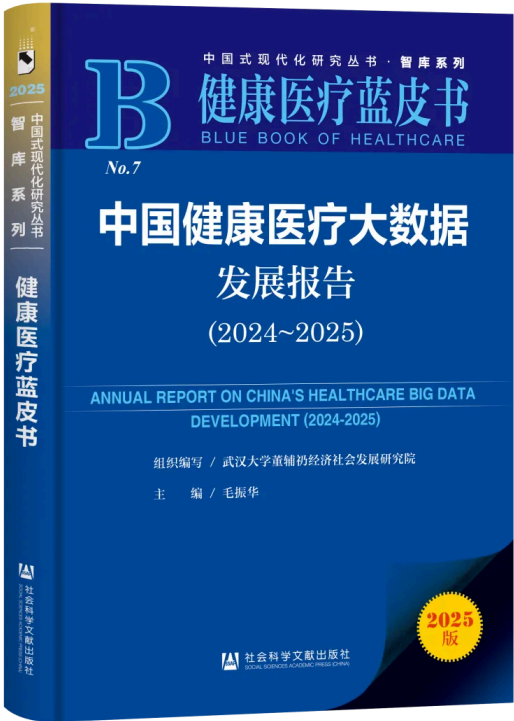 中国式现代化研究丛书·智库系列
B
健康医疗蓝皮书
BLUE BOOK OF HEALTHCARE
No.7
中国健康医疗大数据
发展报告
(2024~2025)
ANNUAL REPORT ON CHINA'S HEALTHCARE BIG DATA
DEVELOPMENT (2024-2025)
组织编写 / 武汉大学董辅礽经济社会发展研究院
主 编 / 毛振华
2025
版
社会科学文献出版社
SOCIAL SCIENCES ACADEMIC PRESS (CHINA)
2025
中国式现代化研究丛书
智库系列
健康医疗蓝皮书
社会科学文献出版社
SOCIAL SCIENCES ACADEMIC PRESS (CHINA)